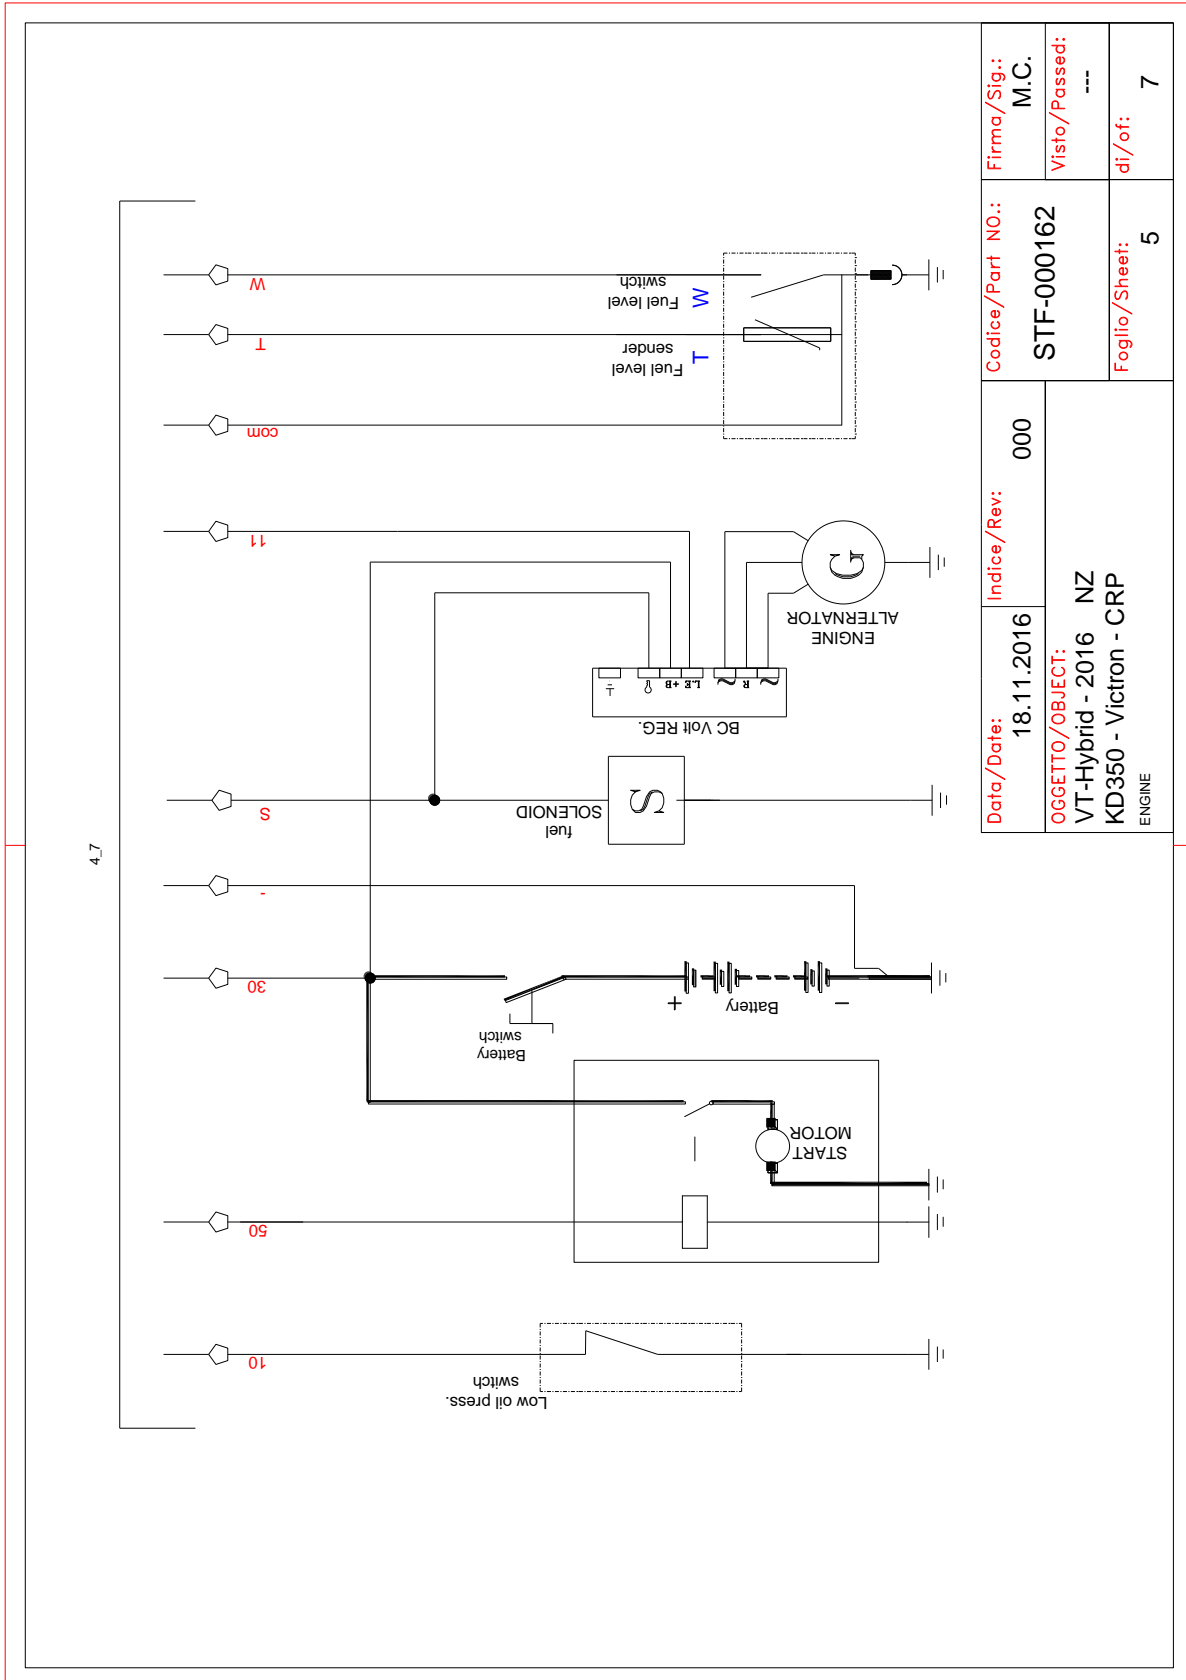 4_7
W
T
com
11
S
-
30
50
10
Fuel level
switch
W
Fuel level
sender
T
ENGINE
ALTERNATOR
G
L.E
+B
R
BC Volt REG.
fuel
SOLENOID
S
Battery
switch
+
Battery
–
START
MOTOR
Low oil press.
switch
Data/Date:
18.11.2016
Indice/Rev:
000
Codice/Part NO.:
STF-000162
Firma/Sig.:
M.C.
OGGETTO/OBJECT:
VT-Hybrid - 2016 NZ
KD350 - Victron - CRP
ENGINE
Visto/Passed:
---
Foglio/Sheet:
5
di/of:
7